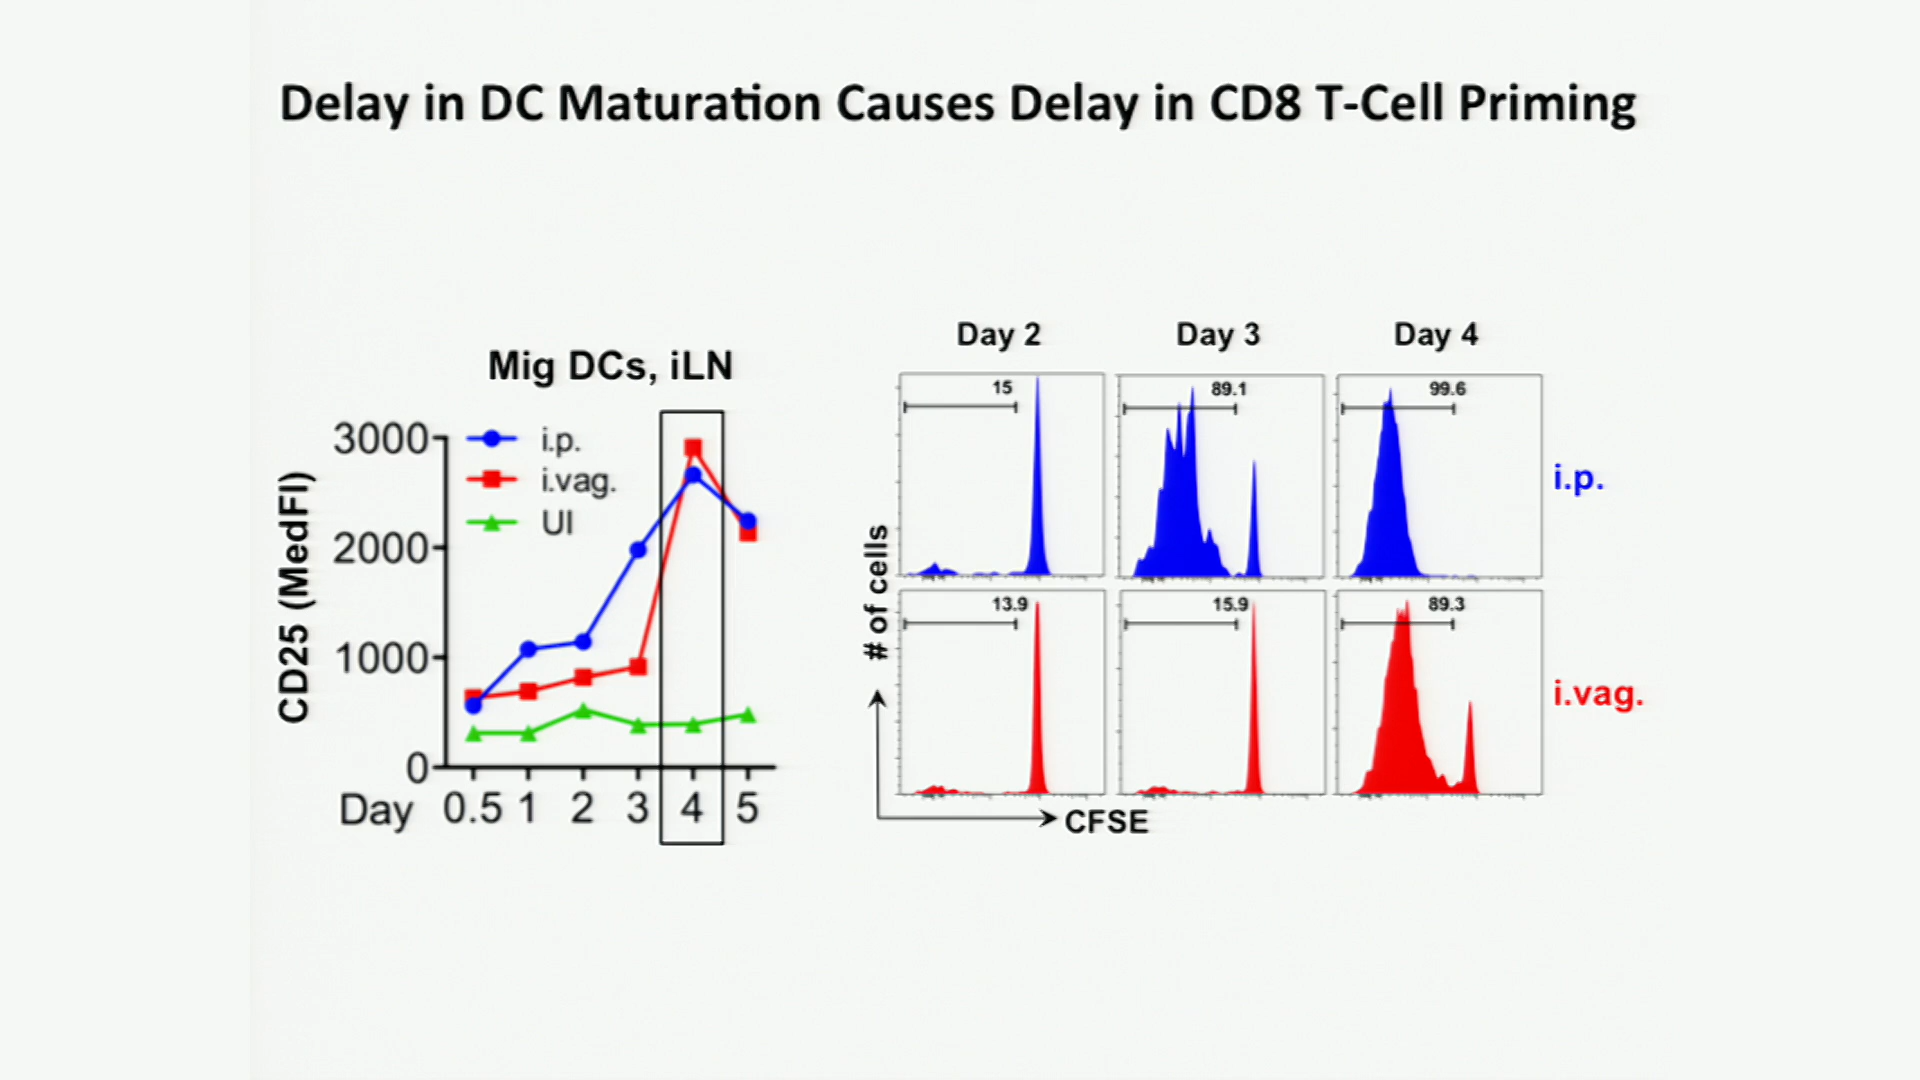 Delay in DC Maturation Causes Delay in CD8 T-Cell Priming
Mig DCs, iLN
CD25 (MedFI)
3000
2000
1000
0
i.p.
i.vag.
UI
Day 0.5 1 2 3 4 5
Day 2 Day 3 Day 4
15 89.1 99.6
i.p.
13.9 15.9 89.3
i.vag.
# of cells
CFSE